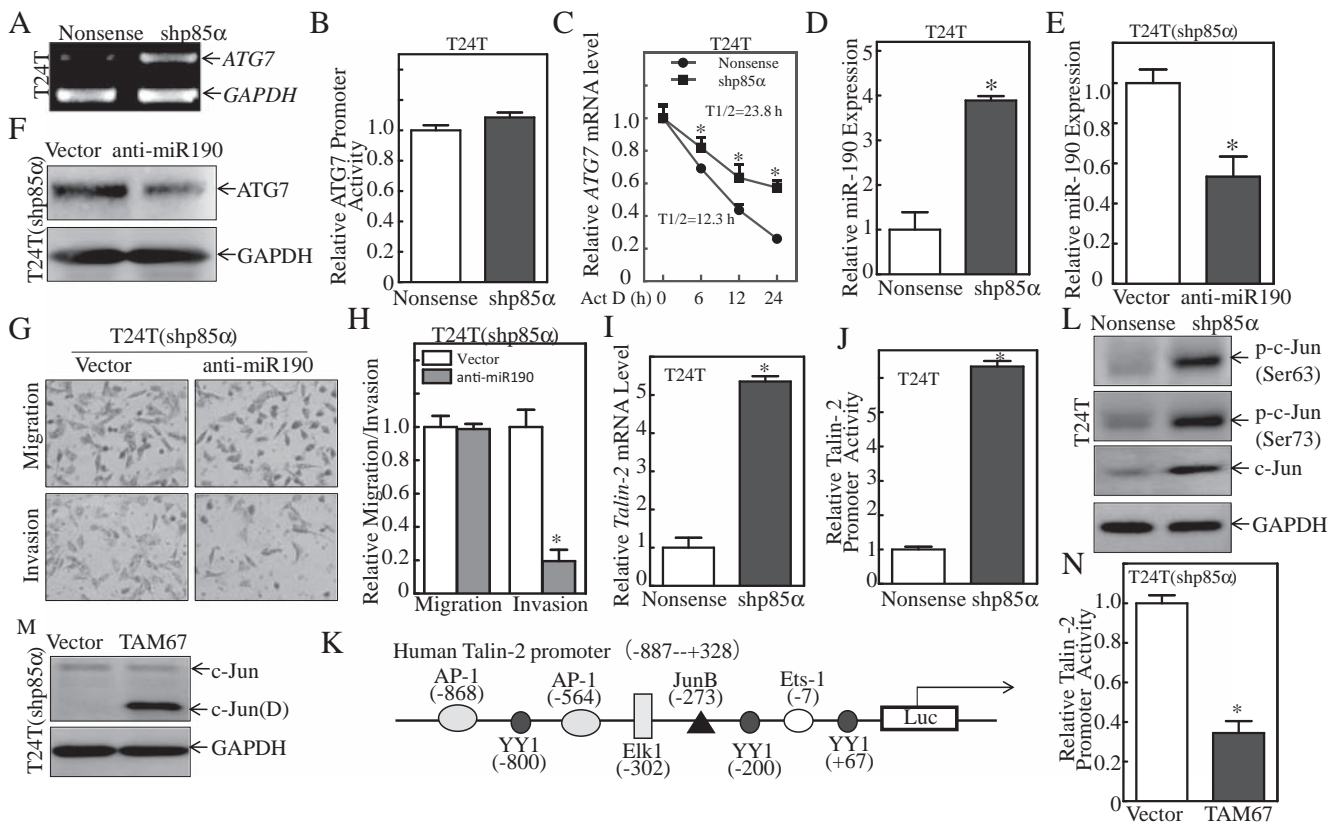 A
Nonsense shp85α
T24T
ATG7
GAPDH
B
T24T
Relative ATG7 Promoter
Activity
1.4
1.2
1.0
0.8
0.6
0.4
0.2
0
Nonsense shp85α
C
T24T
Relative ATG7 mRNA level
Nonsense
shp85α
T1/2=23.8 h
T1/2=12.3 h
1.0
0.8
0.6
0.4
0.2
0
Act D (h) 0 6 12 24
D
T24T
Relative miR-190 Expression
5
4
3
2
1
0
*
Nonsense shp85α
E
T24T(shp85α)
Relative miR-190 Expression
1.0
0.8
0.6
0.4
0.2
0
*
Vector anti-miR190
F
Vector anti-miR190
T24T(shp85α)
ATG7
GAPDH
G
T24T(shp85α)
Vector anti-miR190
Migration
Invasion
H
T24T(shp85α)
Vector
anti-miR190
Relative Migration/Invasion
1.4
1.2
1.0
0.8
0.6
0.4
0.2
0
*
Migration Invasion
I
T24T
Relative Talin-2 mRNA Level
6
5
4
3
2
1
0
*
Nonsense shp85α
J
T24T
Relative Talin-2
Promoter Activity
7
6
5
4
3
2
1
0
*
Nonsense shp85α
L
Nonsense shp85α
T24T
p-c-Jun
(Ser63)
p-c-Jun
(Ser73)
c-Jun
GAPDH
M
Vector TAM67
T24T(shp85α)
c-Jun
c-Jun(D)
GAPDH
K
Human Talin-2 promoter (-887--+328)
AP-1
(-868)
AP-1
(-564)
JunB
(-273)
Ets-1
(-7)
Luc
YY1
(-800)
Elk1
(-302)
YY1
(-200)
YY1
(+67)
N
T24T(shp85α)
Relative Talin -2
Promoter Activity
1.0
0.8
0.6
0.4
0.2
0
*
Vector TAM67